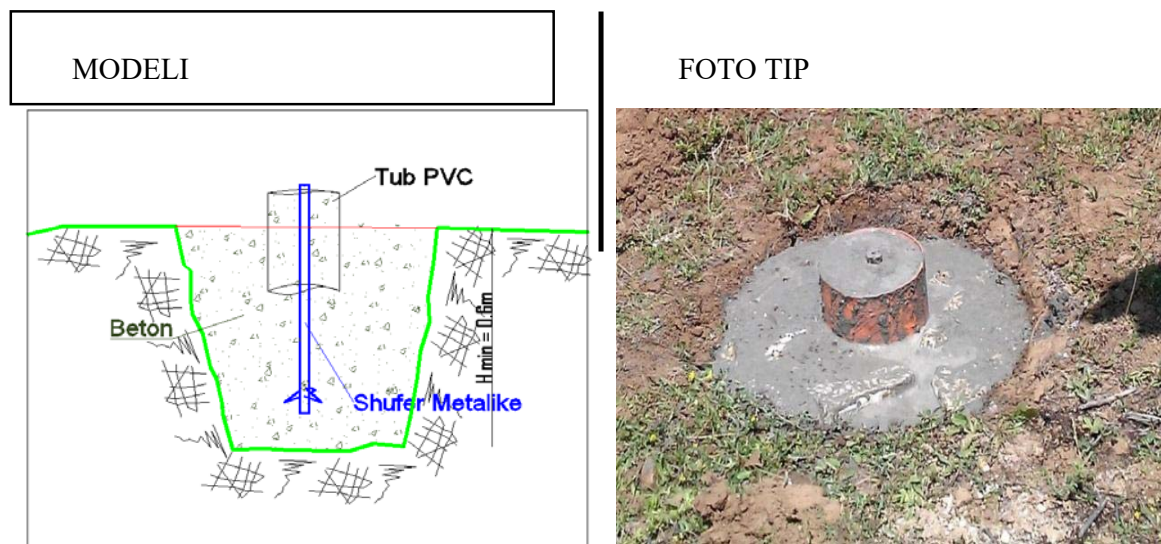 MODELI
FOTO TIP
Tub PVC
Beton
H min = 0.6m
Shufer Metalike